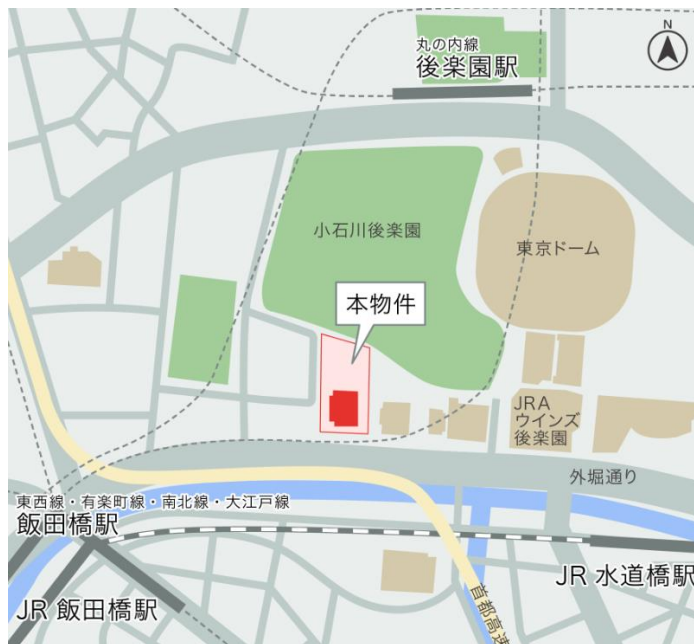 N
丸の内線
後楽園駅
小石川後楽園
東京ドーム
本物件
JRA
ウインズ
後楽園
外堀通り
東西線・有楽町線・南北線・大江戸線
飯田橋駅
JR 水道橋駅
首都高速
JR 飯田橋駅